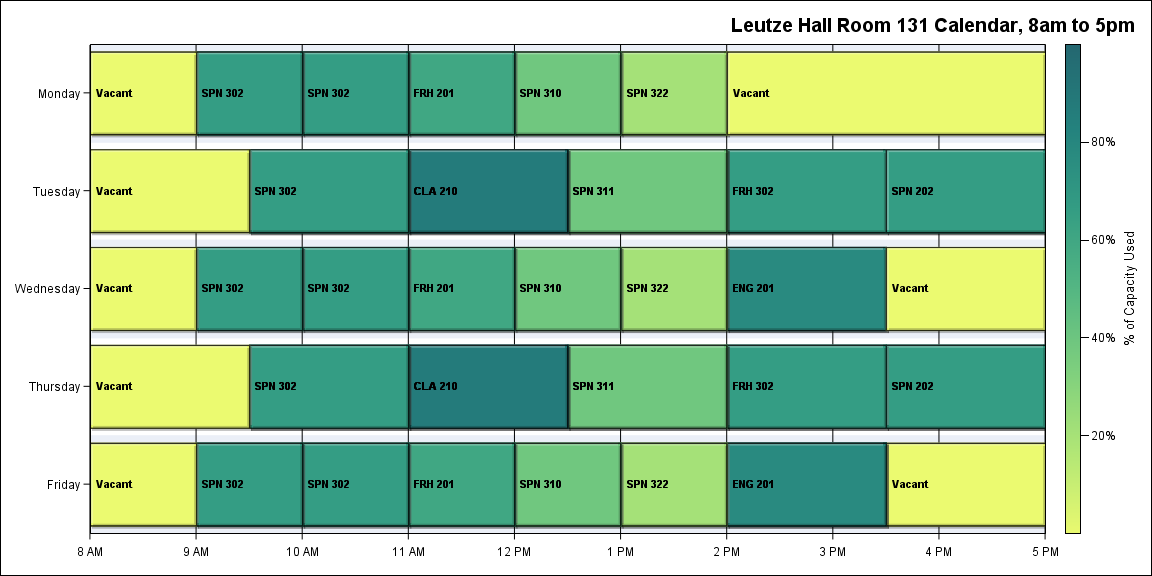 Leutze Hall Room 131 Calendar, 8am to 5pm
Monday Vacant SPN 302 SPN 302 FRH 201 SPN 310 SPN 322 Vacant
80%
Tuesday Vacant SPN 302 CLA 210 SPN 311 FRH 302 SPN 202
60%
% of Capacity Used
Wednesday Vacant SPN 302 SPN 302 FRH 201 SPN 310 SPN 322 ENG 201 Vacant
40%
Thursday Vacant SPN 302 CLA 210 SPN 311 FRH 302 SPN 202
20%
Friday Vacant SPN 302 SPN 302 FRH 201 SPN 310 SPN 322 ENG 201 Vacant
8 AM 9 AM 10 AM 11 AM 12 PM 1 PM 2 PM 3 PM 4 PM 5 PM